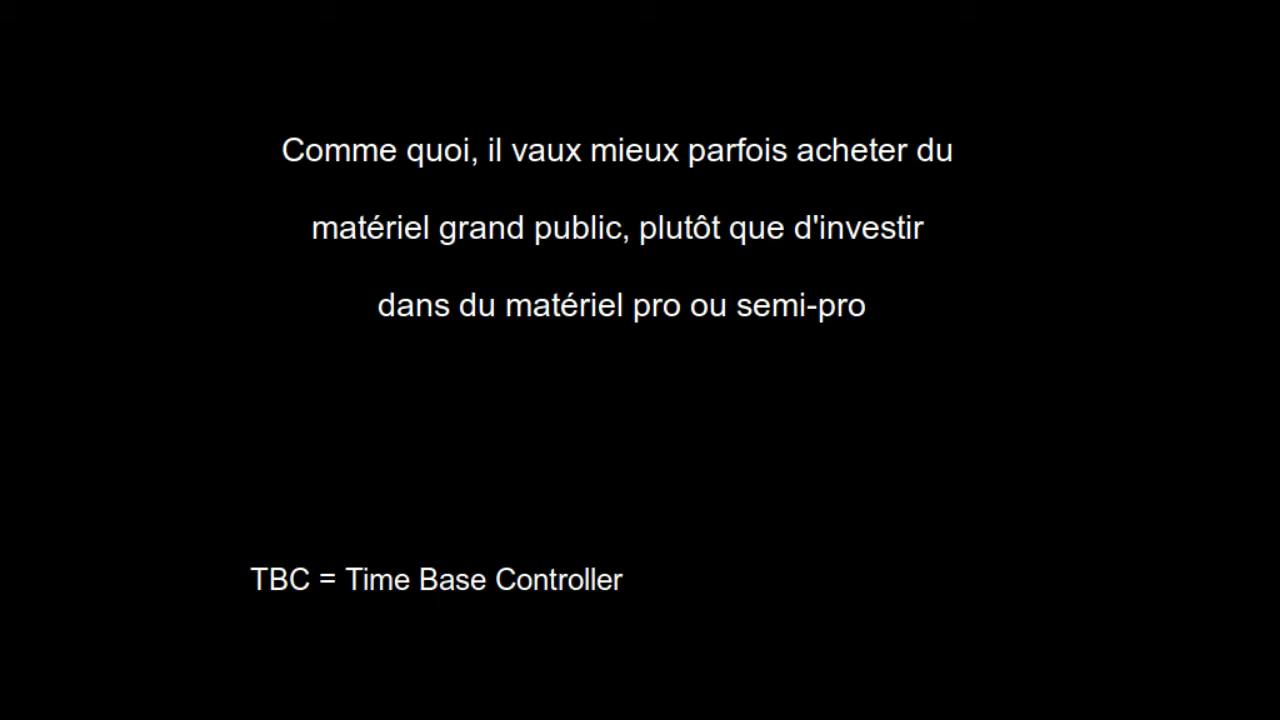 Comme quoi, il vaux mieux parfois acheter du
matériel grand public, plutôt que d'investir
dans du matériel pro ou semi-pro
TBC = Time Base Controller